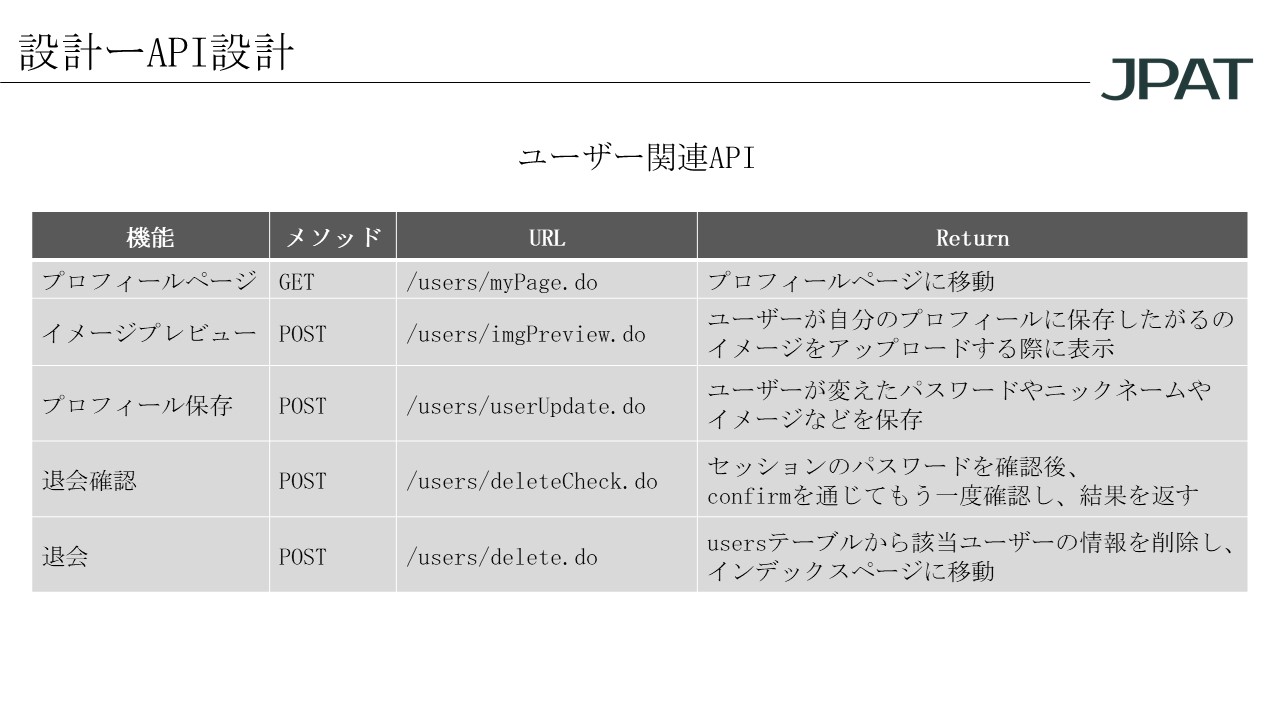 設計ーAPI設計
JPAT
ユーザー関連API
機能 メソッド URL Return
プロフィールページ GET /users/myPage.do プロフィールページに移動
イメージプレビュー POST /users/imgPreview.do ユーザーが自分のプロフィールに保存したがるの
イメージをアップロードする際に表示
プロフィール保存 POST /users/userUpdate.do ユーザーが変えたパスワードやニックネームや
イメージなどを保存
退会確認 POST /users/deleteCheck.do セッションのパスワードを確認後、
confirmを通じてもう一度確認し、結果を返す
退会 POST /users/delete.do usersテーブルから該当ユーザーの情報を削除し、
インデックスページに移動